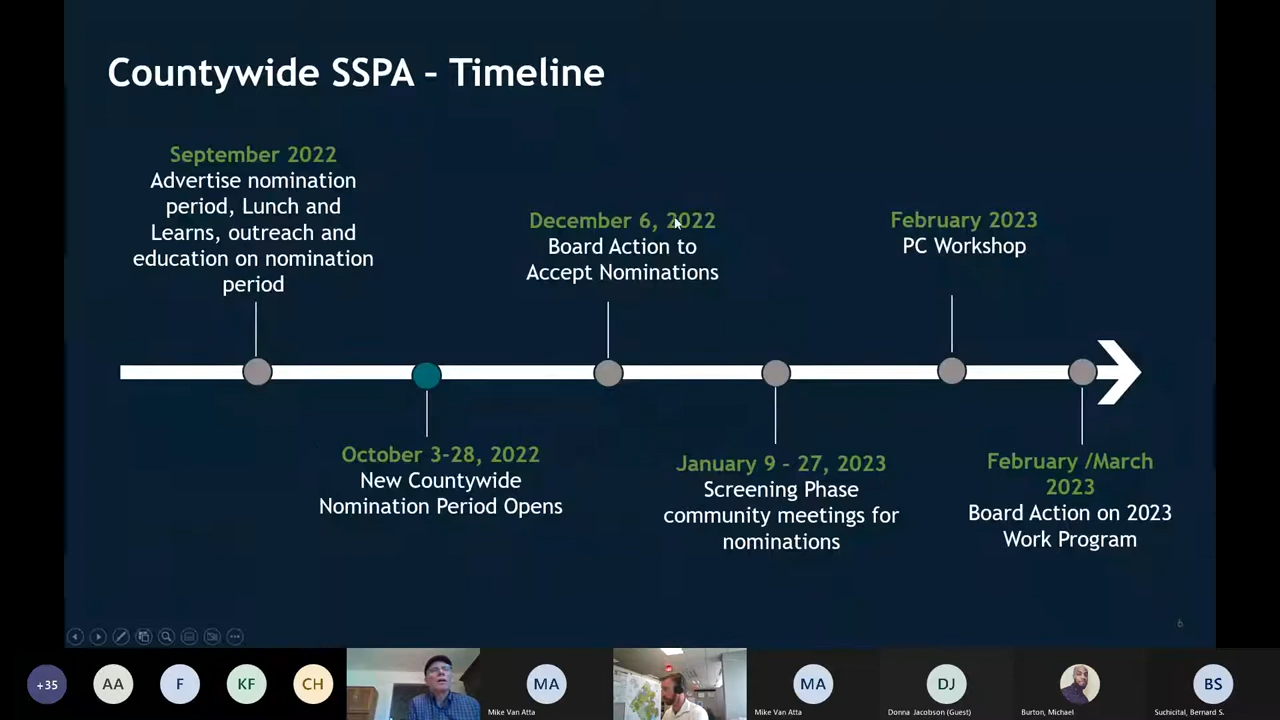 Countywide SSPA – Timeline
September 2022
Advertise nomination
period, Lunch and
Learns, outreach and
education on nomination
period
December 6, 2022
Board Action to
Accept Nominations
February 2023
PC Workshop
October 3-28, 2022
New Countywide
Nomination Period Opens
January 9 - 27, 2023
Screening Phase
community meetings for
nominations
February /March
2023
Board Action on 2023
Work Program
6
+35
AA
F
KF
CH
MA
Mike Van Atta
MA
Mike Van Atta
DJ
Donna Jacobson (Guest)
Burton, Michael
BS
Suchicital, Bernard S.